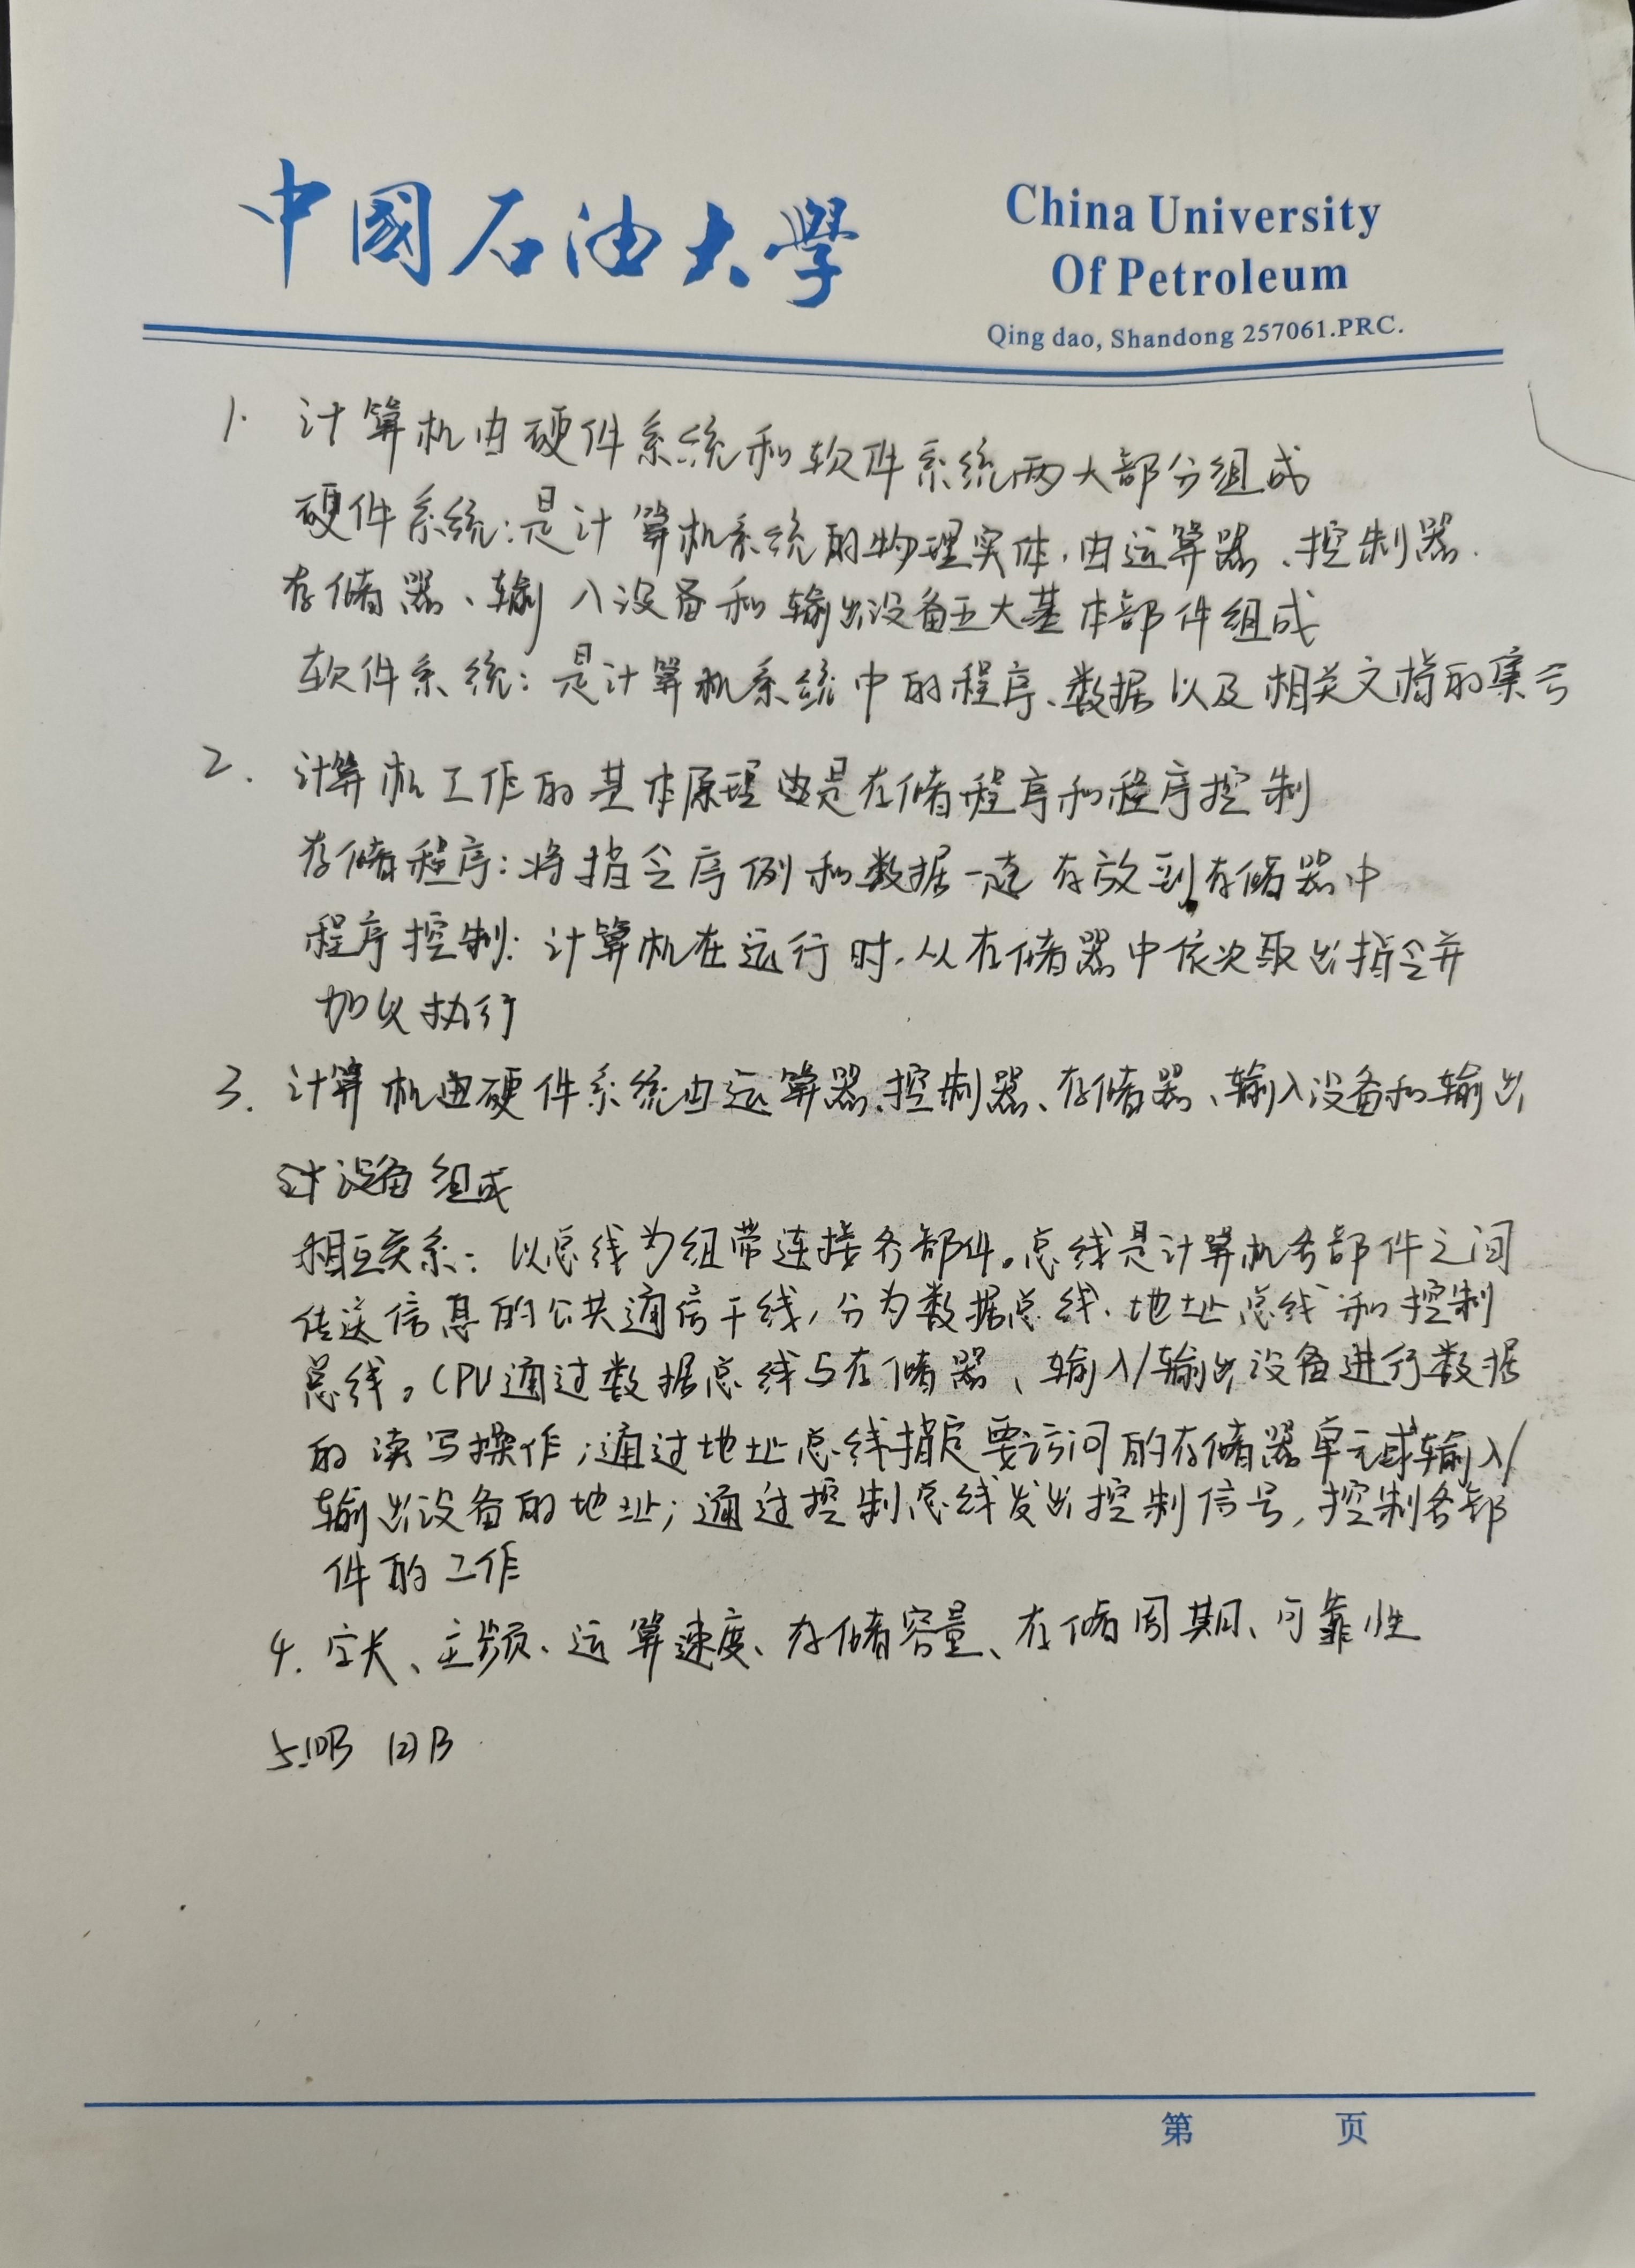 中國石油大學
China University
Of Petroleum
Qing dao, Shandong 257061.PRC.
1. 计算机由硬件系统和软件系统两大部分组成
硬件系统:是计算机系统的物理实体,由运算器、控制器、
存储器、输入设备和输出设备五大基本部件组成
软件系统:是计算机系统中的程序、数据以及相关文档的集合
2. 计算机工作的基本原理是存储程序和程序控制
存储程序:将指令序例和数据一起存放到存储器中
程序控制:计算机在运行时,从存储器中依次取出指令并
加以执行
3. 计算机硬件系统由运算器、控制器、存储器、输入设备和输出
设备组成
相互关系:以总线为纽带连接各部件。总线是计算机各部件之间
传送信息的公共通信干线,分为数据总线、地址总线和控制
总线。CPU通过数据总线与存储器、输入/输出设备进行数据
的读写操作;通过地址总线指定要访问的存储器单元或输入/
输出设备的地址;通过控制总线发出控制信号,控制各部
件的工作
4. 字长、主频、运算速度、存储容量、存储周期、可靠性
5.(1)B (2)B
第 页